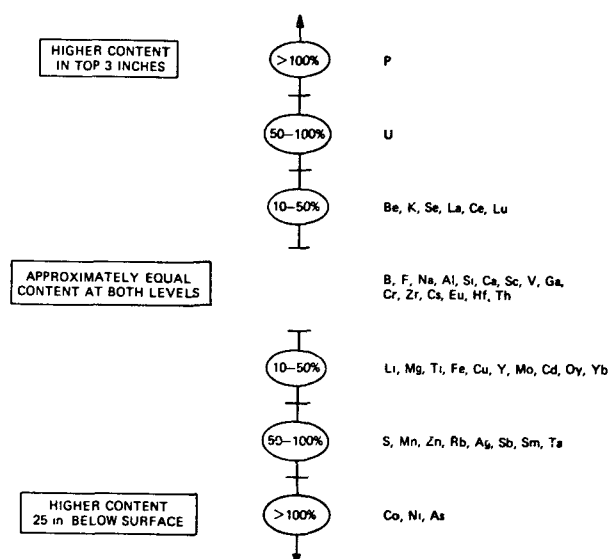 HIGHER CONTENT
IN TOP 3 INCHES
>100%
P
50–100%
U
10–50%
Be, K, Se, La, Ce, Lu
APPROXIMATELY EQUAL
CONTENT AT BOTH LEVELS
B, F, Na, Al, Si, Ca, Sc, V, Ga,
Cr, Zr, Cs, Eu, Hf, Th
10–50%
Li, Mg, Ti, Fe, Cu, Y, Mo, Cd, Oy, Yb
50–100%
S, Mn, Zn, Rb, Ag, Sb, Sm, Ta
HIGHER CONTENT
25 in BELOW SURFACE
>100%
Co, Ni, As